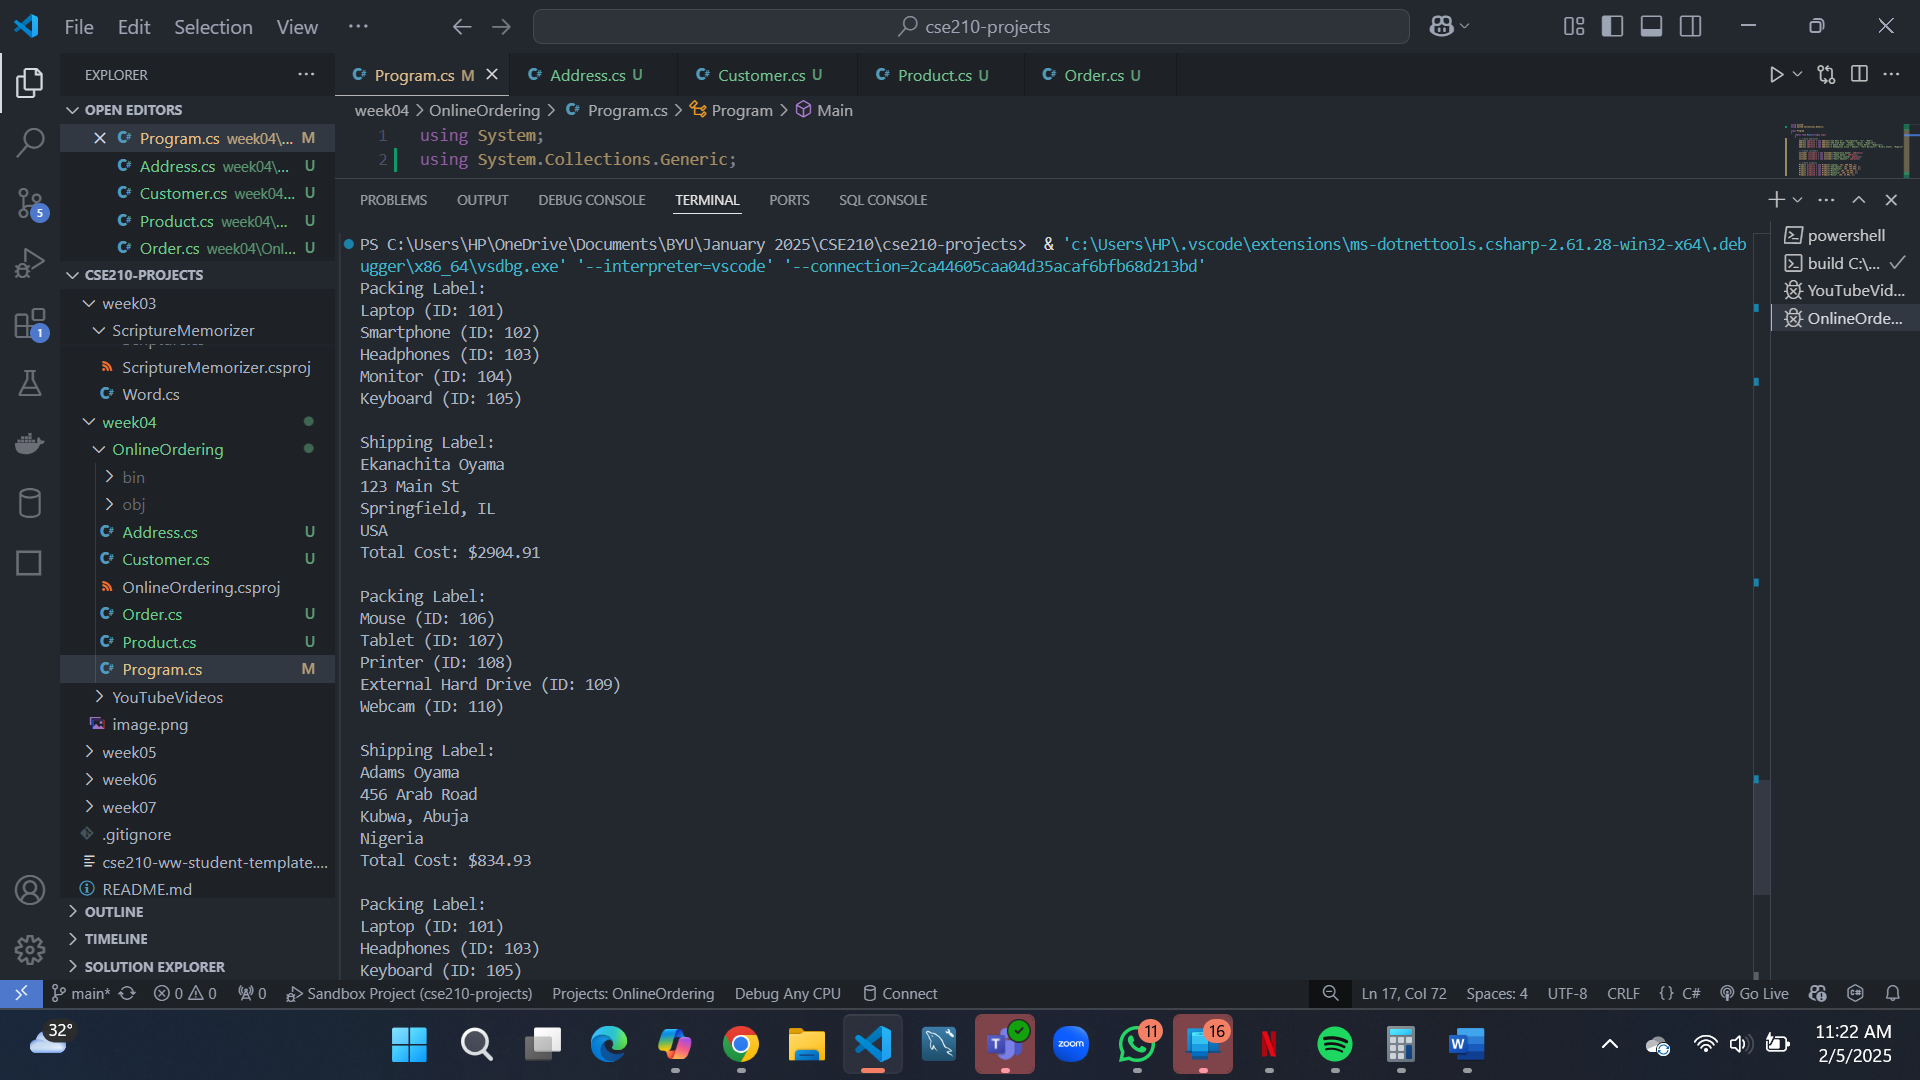 File Edit Selection View ··· cse210-projects
EXPLORER ···
OPEN EDITORS
Program.cs week04\... M
Address.cs week04\... U
Customer.cs week04... U
Product.cs week04\... U
Order.cs week04\Onl... U
CSE210-PROJECTS
week03
ScriptureMemorizer
ScriptureMemorizer.csproj
Word.cs
week04
OnlineOrdering
bin
obj
Address.cs U
Customer.cs U
OnlineOrdering.csproj
Order.cs U
Product.cs U
Program.cs M
YouTubeVideos
image.png
week05
week06
week07
.gitignore
cse210-ww-student-template....
README.md
OUTLINE
TIMELINE
SOLUTION EXPLORER
5
1
Program.cs M Address.cs U Customer.cs U Product.cs U Order.cs U
week04 > OnlineOrdering > Program.cs > Program > Main
1 using System;
2 using System.Collections.Generic;
PROBLEMS OUTPUT DEBUG CONSOLE TERMINAL PORTS SQL CONSOLE
PS C:\Users\HP\OneDrive\Documents\BYU\January 2025\CSE210\cse210-projects> & 'c:\Users\HP\.vscode\extensions\ms-dotnettools.csharp-2.61.28-win32-x64\.deb
ugger\x86_64\vsdbg.exe' '--interpreter=vscode' '--connection=2ca44605caa04d35acaf6bfb68d213bd'
Packing Label:
Laptop (ID: 101)
Smartphone (ID: 102)
Headphones (ID: 103)
Monitor (ID: 104)
Keyboard (ID: 105)
Shipping Label:
Ekanachita Oyama
123 Main St
Springfield, IL
USA
Total Cost: $2904.91
Packing Label:
Mouse (ID: 106)
Tablet (ID: 107)
Printer (ID: 108)
External Hard Drive (ID: 109)
Webcam (ID: 110)
Shipping Label:
Adams Oyama
456 Arab Road
Kubwa, Abuja
Nigeria
Total Cost: $834.93
Packing Label:
Laptop (ID: 101)
Headphones (ID: 103)
Keyboard (ID: 105)
powershell
build C:\...
YouTubeVid...
OnlineOrde...
main* 0 0 0 Sandbox Project (cse210-projects) Projects: OnlineOrdering Debug Any CPU Connect Ln 17, Col 72 Spaces: 4 UTF-8 CRLF {} C# Go Live
32° zoom 11 16 11:22 AM
2/5/2025